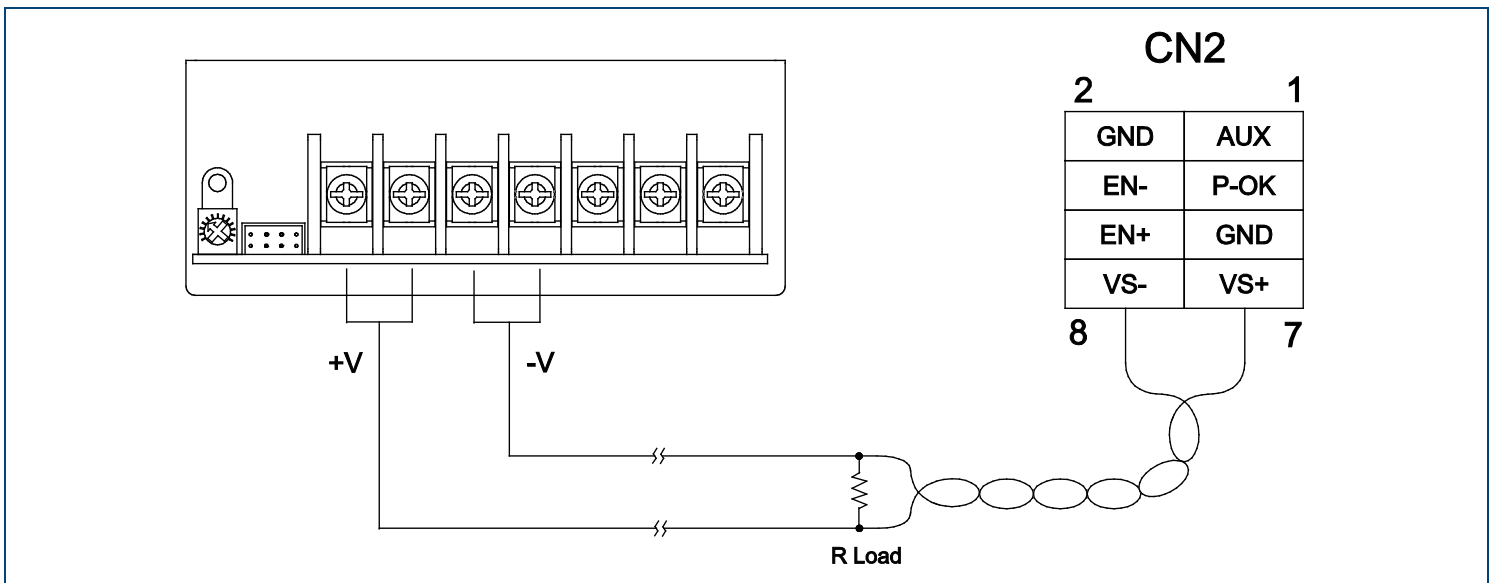 CN2
2 1
GND AUX
EN- P-OK
EN+ GND
VS- VS+
8 7
+V -V
R Load